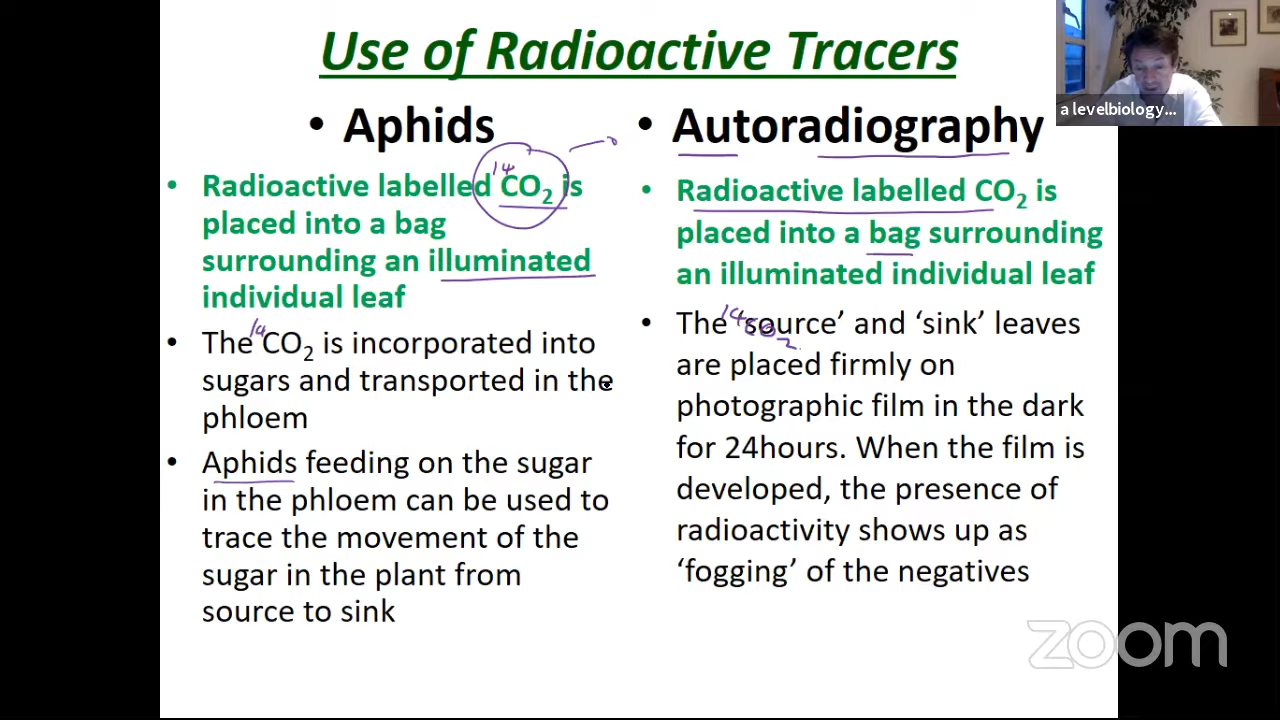 Use of Radioactive Tracers
• Aphids
• Radioactive labelled CO₂ is
placed into a bag
surrounding an illuminated
individual leaf
14
• The CO₂ is incorporated into
sugars and transported in the
phloem
14
• Aphids feeding on the sugar
in the phloem can be used to
trace the movement of the
sugar in the plant from
source to sink
• Autoradiography
• Radioactive labelled CO₂ is
placed into a bag surrounding
an illuminated individual leaf
• The ‘source’ and ‘sink’ leaves
are placed firmly on
photographic film in the dark
for 24hours. When the film is
developed, the presence of
radioactivity shows up as
‘fogging’ of the negatives
14CO₂
a levelbiology...
zoom